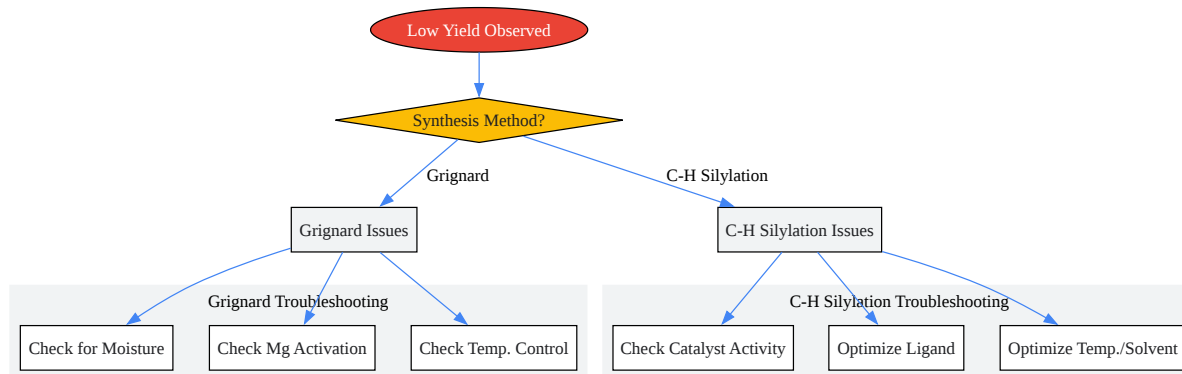 Low Yield Observed
Synthesis Method?
Grignard
C-H Silylation
Grignard Issues
C-H Silylation Issues
Grignard Troubleshooting
C-H Silylation Troubleshooting
Check for Moisture
Check Mg Activation
Check Temp. Control
Check Catalyst Activity
Optimize Ligand
Optimize Temp./Solvent